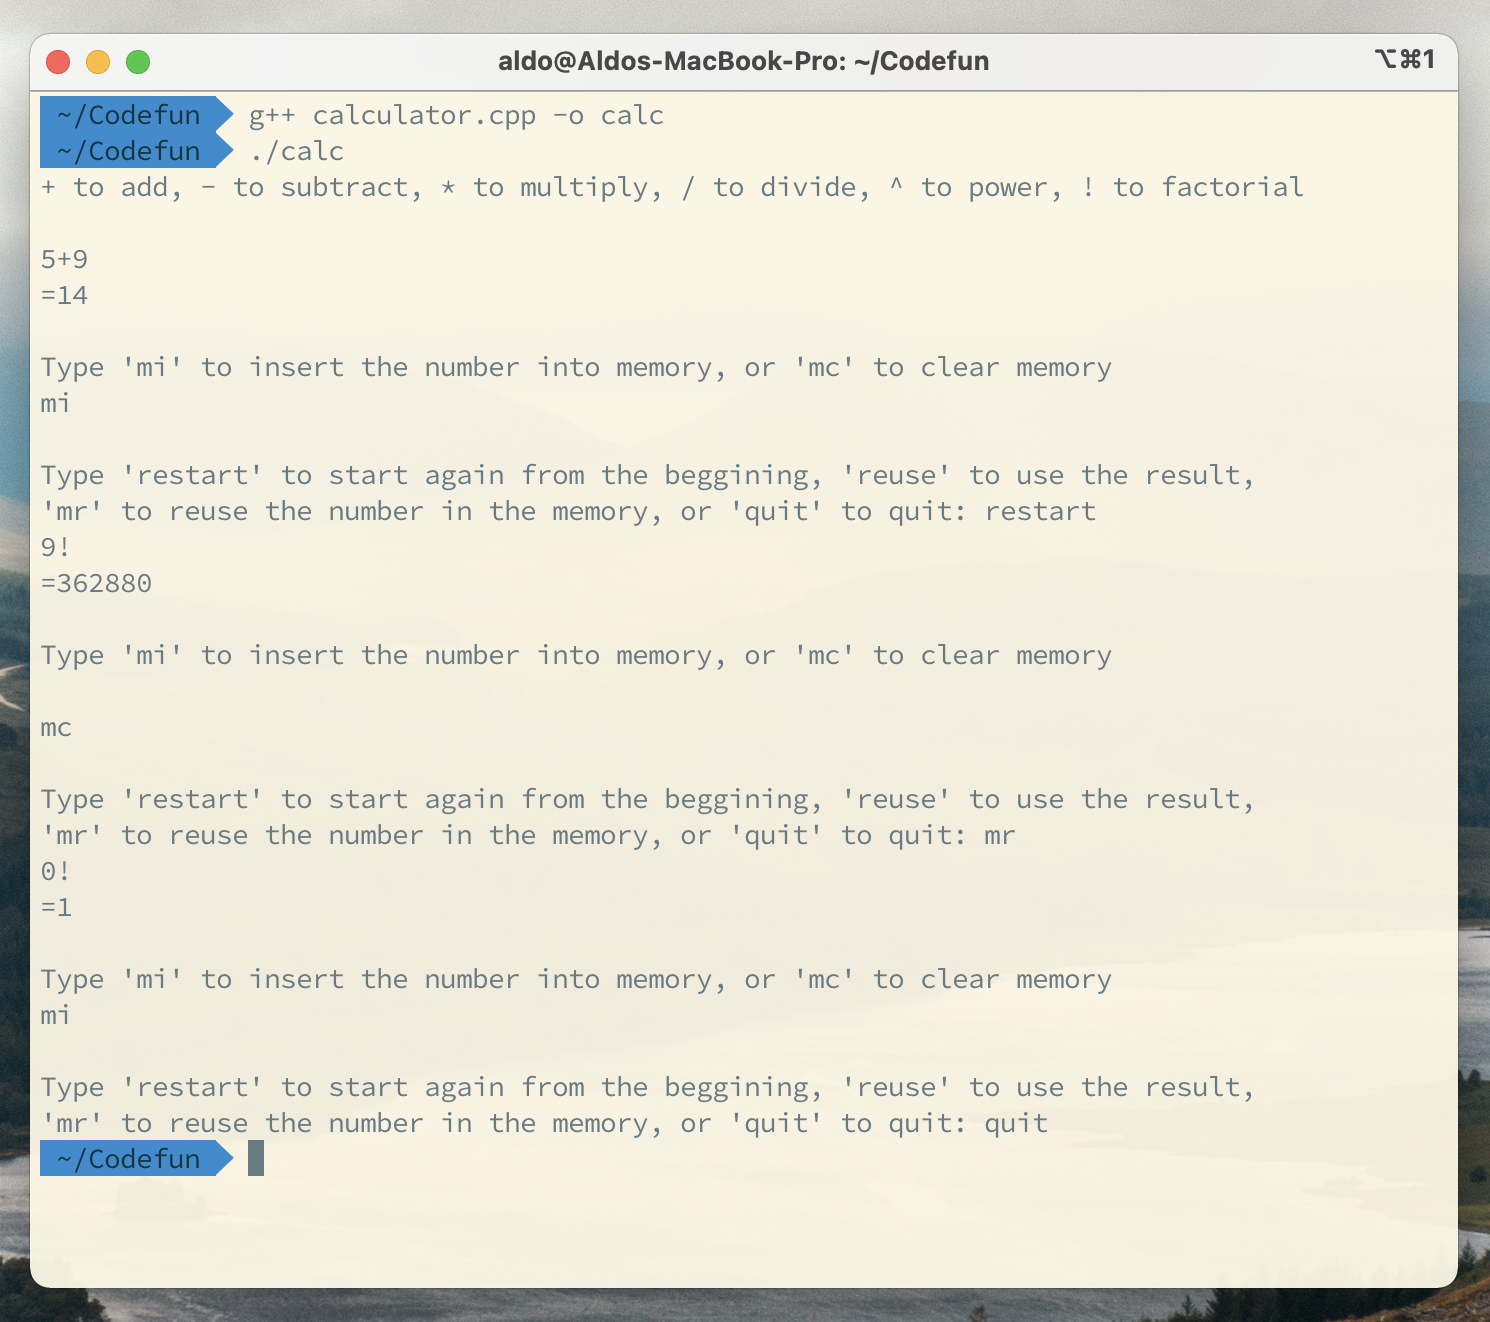 aldo@Aldos-MacBook-Pro: ~/Codefun ⌥⌘1
~/Codefun g++ calculator.cpp -o calc
~/Codefun ./calc
+ to add, - to subtract, * to multiply, / to divide, ^ to power, ! to factorial
5+9
=14
Type 'mi' to insert the number into memory, or 'mc' to clear memory
mi
Type 'restart' to start again from the beggining, 'reuse' to use the result,
'mr' to reuse the number in the memory, or 'quit' to quit: restart
9!
=362880
Type 'mi' to insert the number into memory, or 'mc' to clear memory
mc
Type 'restart' to start again from the beggining, 'reuse' to use the result,
'mr' to reuse the number in the memory, or 'quit' to quit: mr
0!
=1
Type 'mi' to insert the number into memory, or 'mc' to clear memory
mi
Type 'restart' to start again from the beggining, 'reuse' to use the result,
'mr' to reuse the number in the memory, or 'quit' to quit: quit
~/Codefun